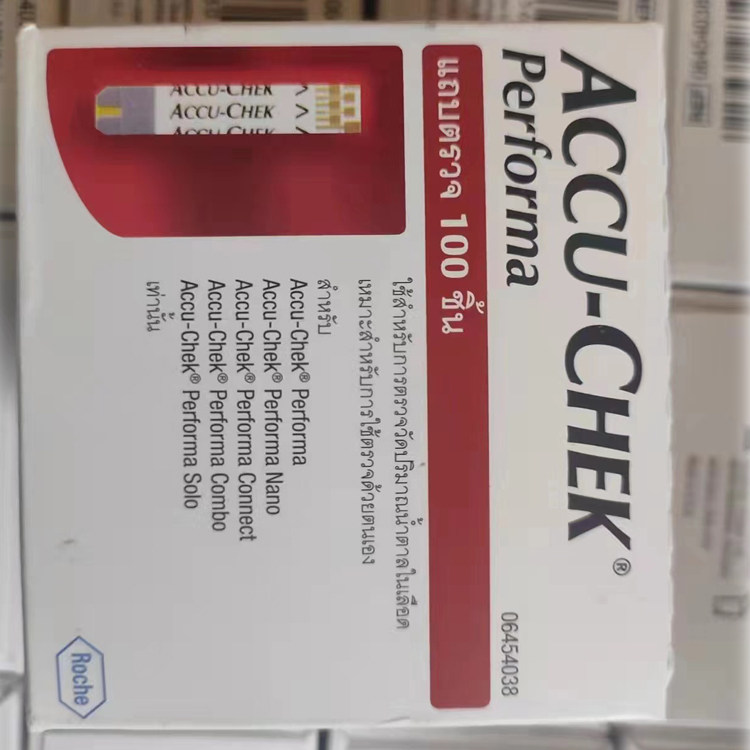 ACCU-CHEK®
Performa
06454038
แถบตรวจ 100 ชิ้น
ใช้สำหรับการตรวจวัดปริมาณน้ำตาลในเลือด
เหมาะสำหรับการใช้ตรวจด้วยตนเอง
สำหรับ
Accu-Chek® Performa
Accu-Chek® Performa Nano
Accu-Chek® Performa Connect
Accu-Chek® Performa Combo
Accu-Chek® Performa Solo
เท่านั้น
ACCU-CHEK
ACCU-CHEK
ACCU-CHEK
Roche